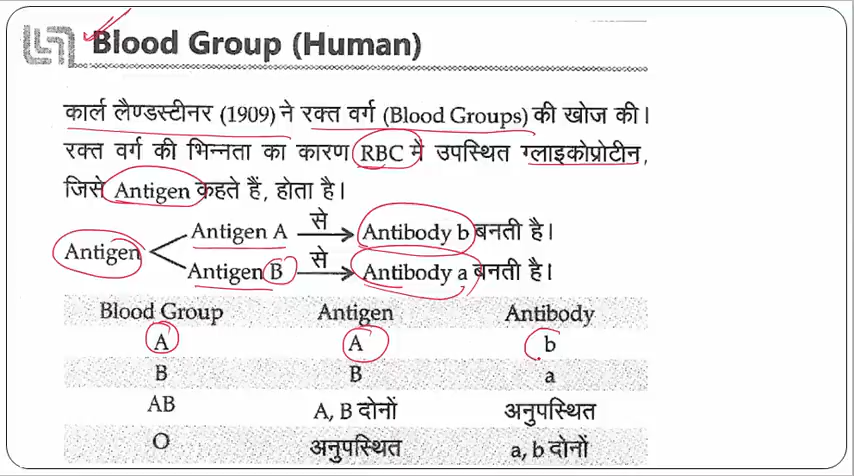 Blood Group (Human)
कार्ल लैण्डस्टीनर (1909) ने रक्त वर्ग (Blood Groups) की खोज की।
रक्त वर्ग की भिन्नता का कारण RBC में उपस्थित ग्लाइकोप्रोटीन,
जिसे Antigen कहते हैं, होता है।
Antigen
Antigen A से Antibody b बनती है।
Antigen B से Antibody a बनती है।
Blood Group Antigen Antibody
A A b
B B a
AB A, B दोनों अनुपस्थित
O अनुपस्थित a, b दोनों